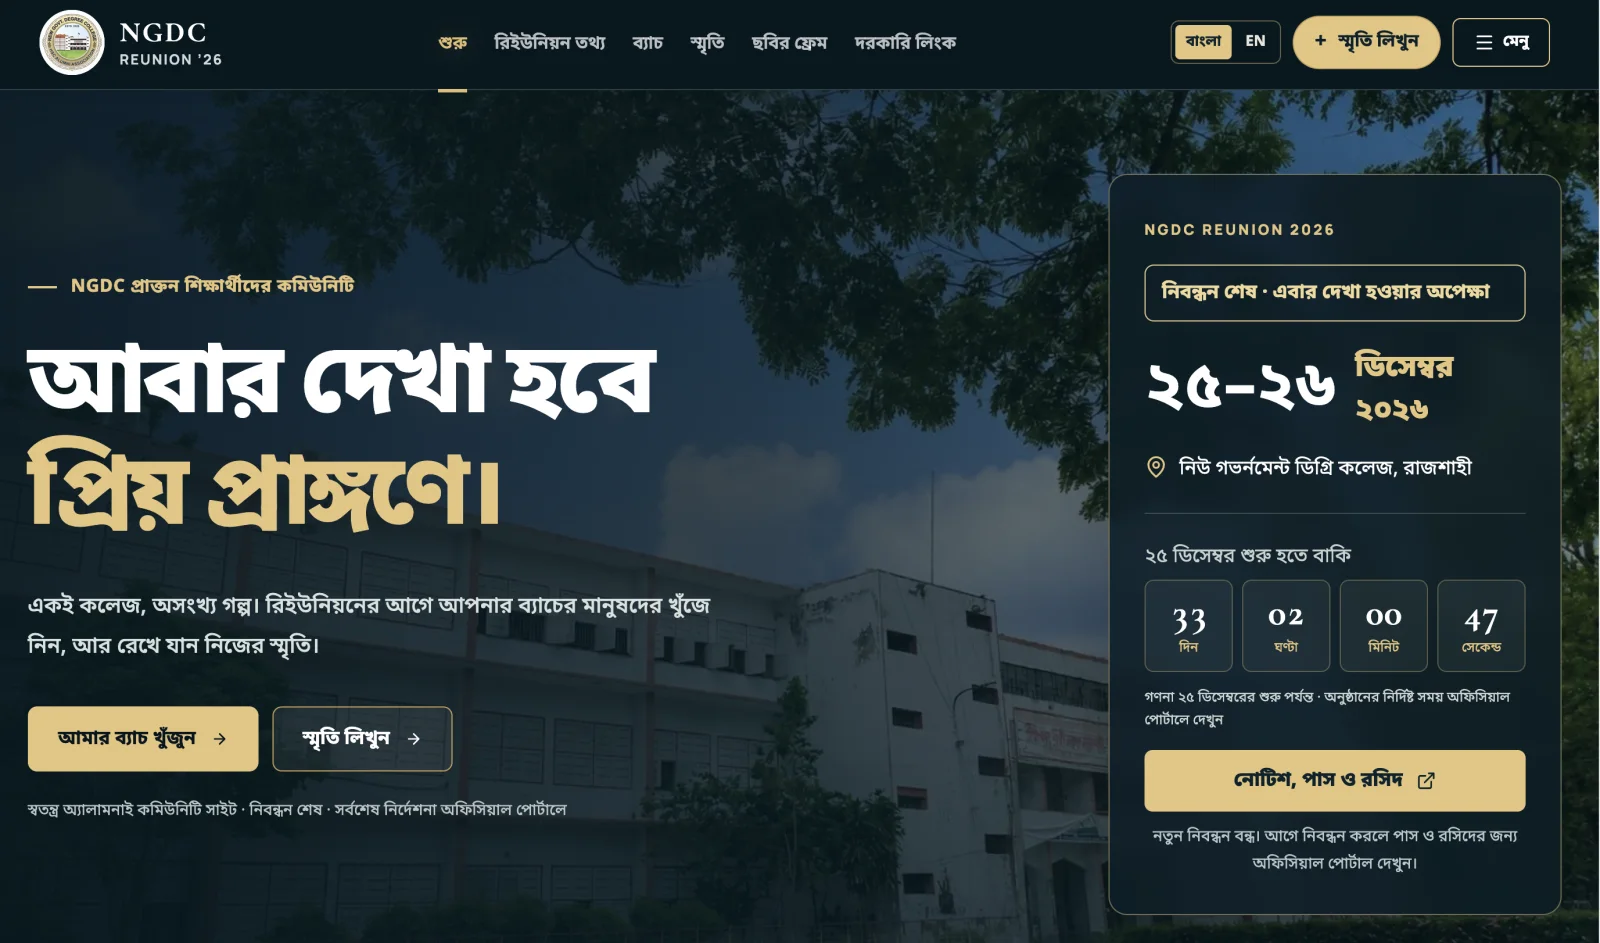 NGDC
REUNION '26
শুরু
রিইউনিয়ন তথ্য
ব্যাচ
স্মৃতি
ছবির ফ্রেম
দরকারি লিংক
বাংলা
EN
+ স্মৃতি লিখুন
মেনু
NGDC প্রাক্তন শিক্ষার্থীদের কমিউনিটি
আবার দেখা হবে
প্রিয় প্রাঙ্গণে।
একই কলেজ, অসংখ্য গল্প। রিইউনিয়নের আগে আপনার ব্যাচের মানুষদের খুঁজে
নিন, আর রেখে যান নিজের স্মৃতি।
আমার ব্যাচ খুঁজুন →
স্মৃতি লিখুন →
স্বতন্ত্র অ্যালামনাই কমিউনিটি সাইট · নিবন্ধন শেষ · সর্বশেষ নির্দেশনা অফিসিয়াল পোর্টালে
NGDC REUNION 2026
নিবন্ধন শেষ · এবার দেখা হওয়ার অপেক্ষা
২৫–২৬
ডিসেম্বর
২০২৬
নিউ গভর্নমেন্ট ডিগ্রি কলেজ, রাজশাহী
২৫ ডিসেম্বর শুরু হতে বাকি
33
দিন
02
ঘণ্টা
00
মিনিট
47
সেকেন্ড
গণনা ২৫ ডিসেম্বরের শুরু পর্যন্ত · অনুষ্ঠানের নির্দিষ্ট সময় অফিসিয়াল
পোর্টালে দেখুন
নোটিশ, পাস ও রসিদ
নতুন নিবন্ধন বন্ধ। আগে নিবন্ধন করলে পাস ও রসিদের জন্য
অফিসিয়াল পোর্টাল দেখুন।